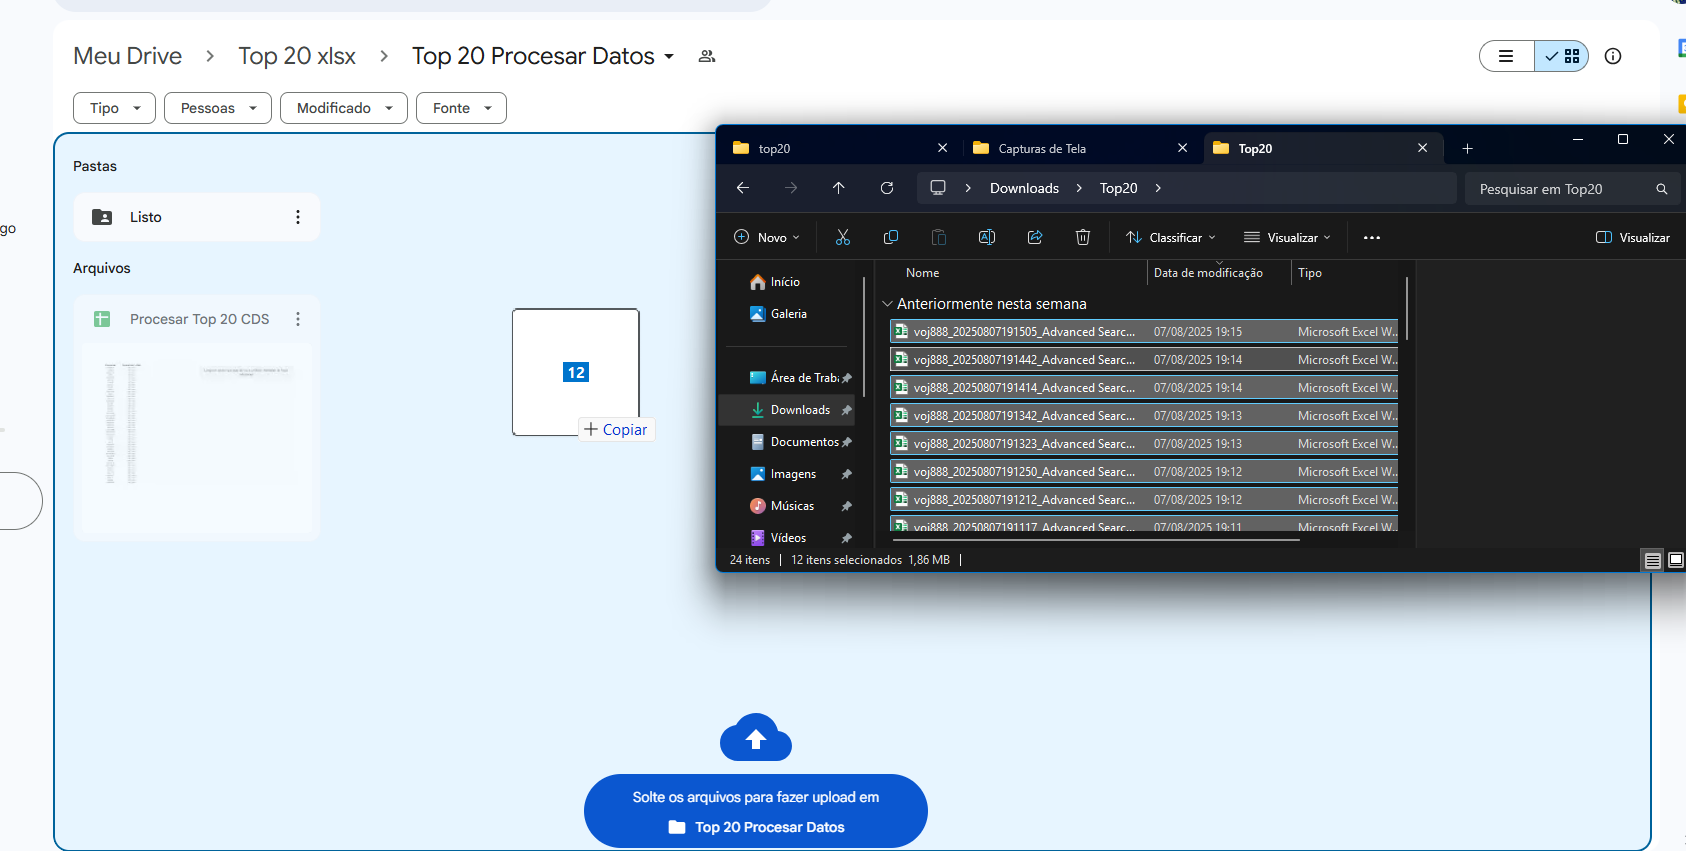 Meu Drive > Top 20 xlsx > Top 20 Procesar Datos
Tipo Pessoas Modificado Fonte
Pastas
Listo
Arquivos
Procesar Top 20 CDS
go
12
+ Copiar
Solte os arquivos para fazer upload em
Top 20 Procesar Datos
top20 Capturas de Tela Top20
Downloads > Top20 >
Pesquisar em Top20
Novo Classificar Visualizar ... Visualizar
Início
Galeria
Área de Traba
Downloads
Documentos
Imagens
Músicas
Vídeos
Nome Data de modificação Tipo
Anteriormente nesta semana
voj888_20250807191505_Advanced Searc... 07/08/2025 19:15 Microsoft Excel W...
voj888_20250807191442_Advanced Searc... 07/08/2025 19:14 Microsoft Excel W...
voj888_20250807191414_Advanced Searc... 07/08/2025 19:14 Microsoft Excel W...
voj888_20250807191342_Advanced Searc... 07/08/2025 19:13 Microsoft Excel W...
voj888_20250807191323_Advanced Searc... 07/08/2025 19:13 Microsoft Excel W...
voj888_20250807191250_Advanced Searc... 07/08/2025 19:12 Microsoft Excel W...
voj888_20250807191212_Advanced Searc... 07/08/2025 19:12 Microsoft Excel W...
voj888_20250807191117_Advanced Searc... 07/08/2025 19:11 Microsoft Excel W...
24 itens | 12 itens selecionados 1,86 MB |